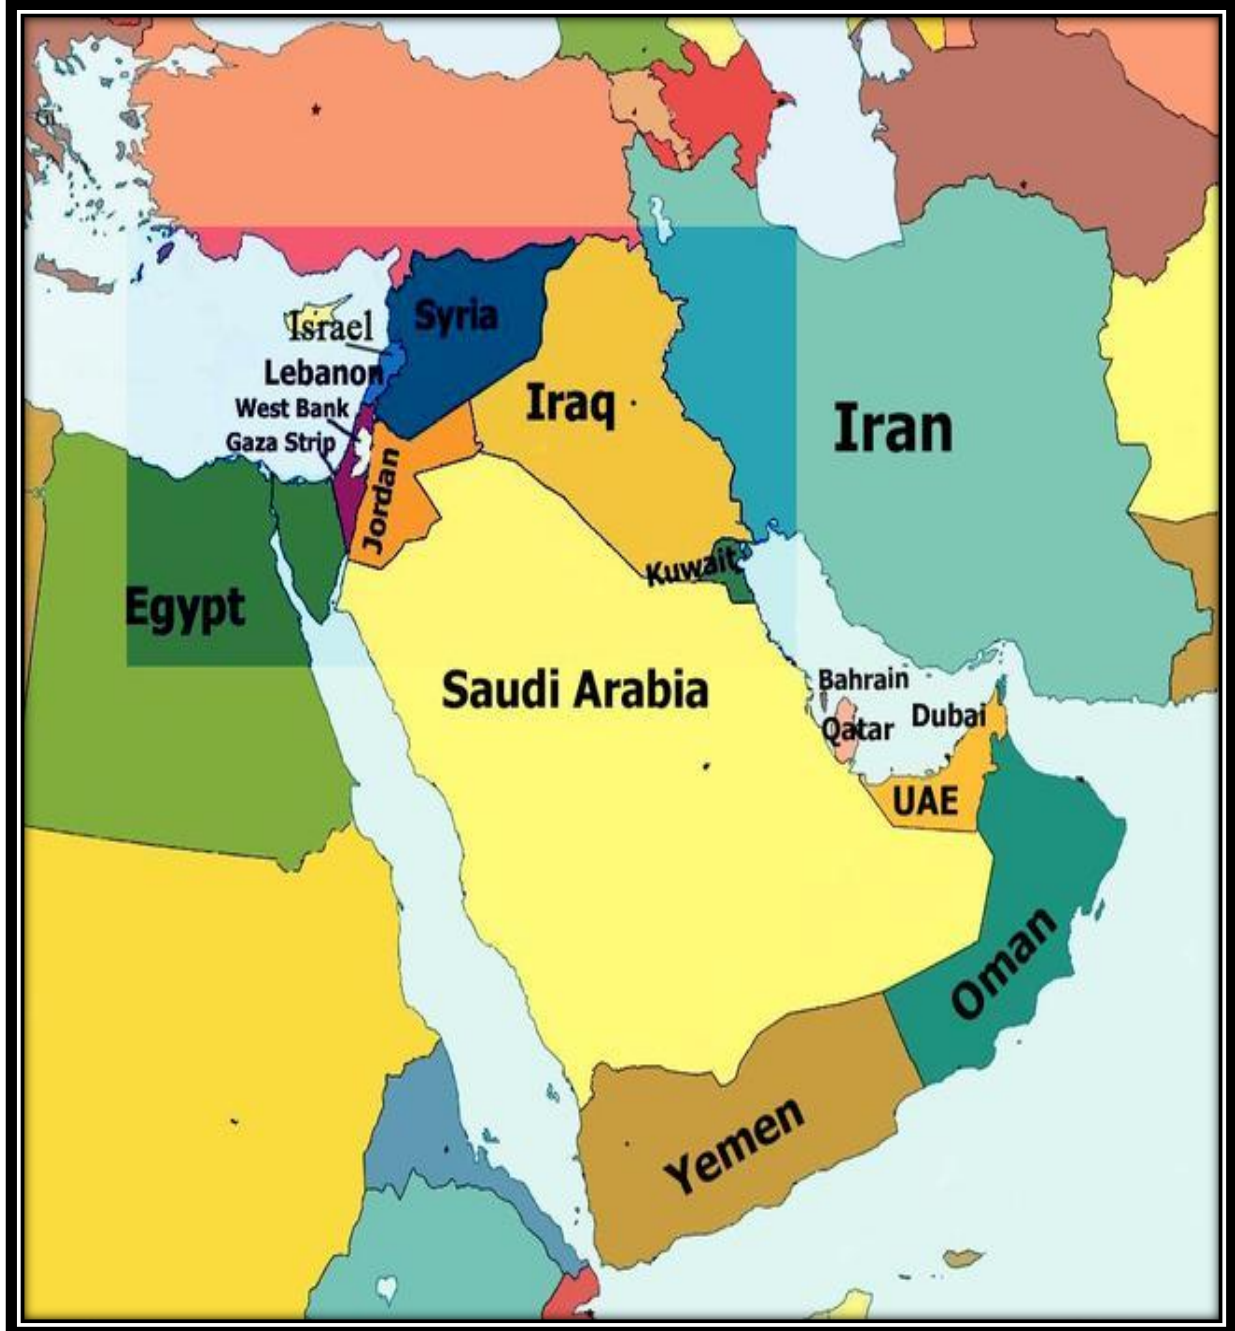 Syria
Israel
Lebanon
Iraq
West Bank
Iran
Gaza Strip
Jordan
Kuwait
Egypt
Saudi Arabia
Bahrain
Dubai
Qatar
UAE
Oman
Yemen